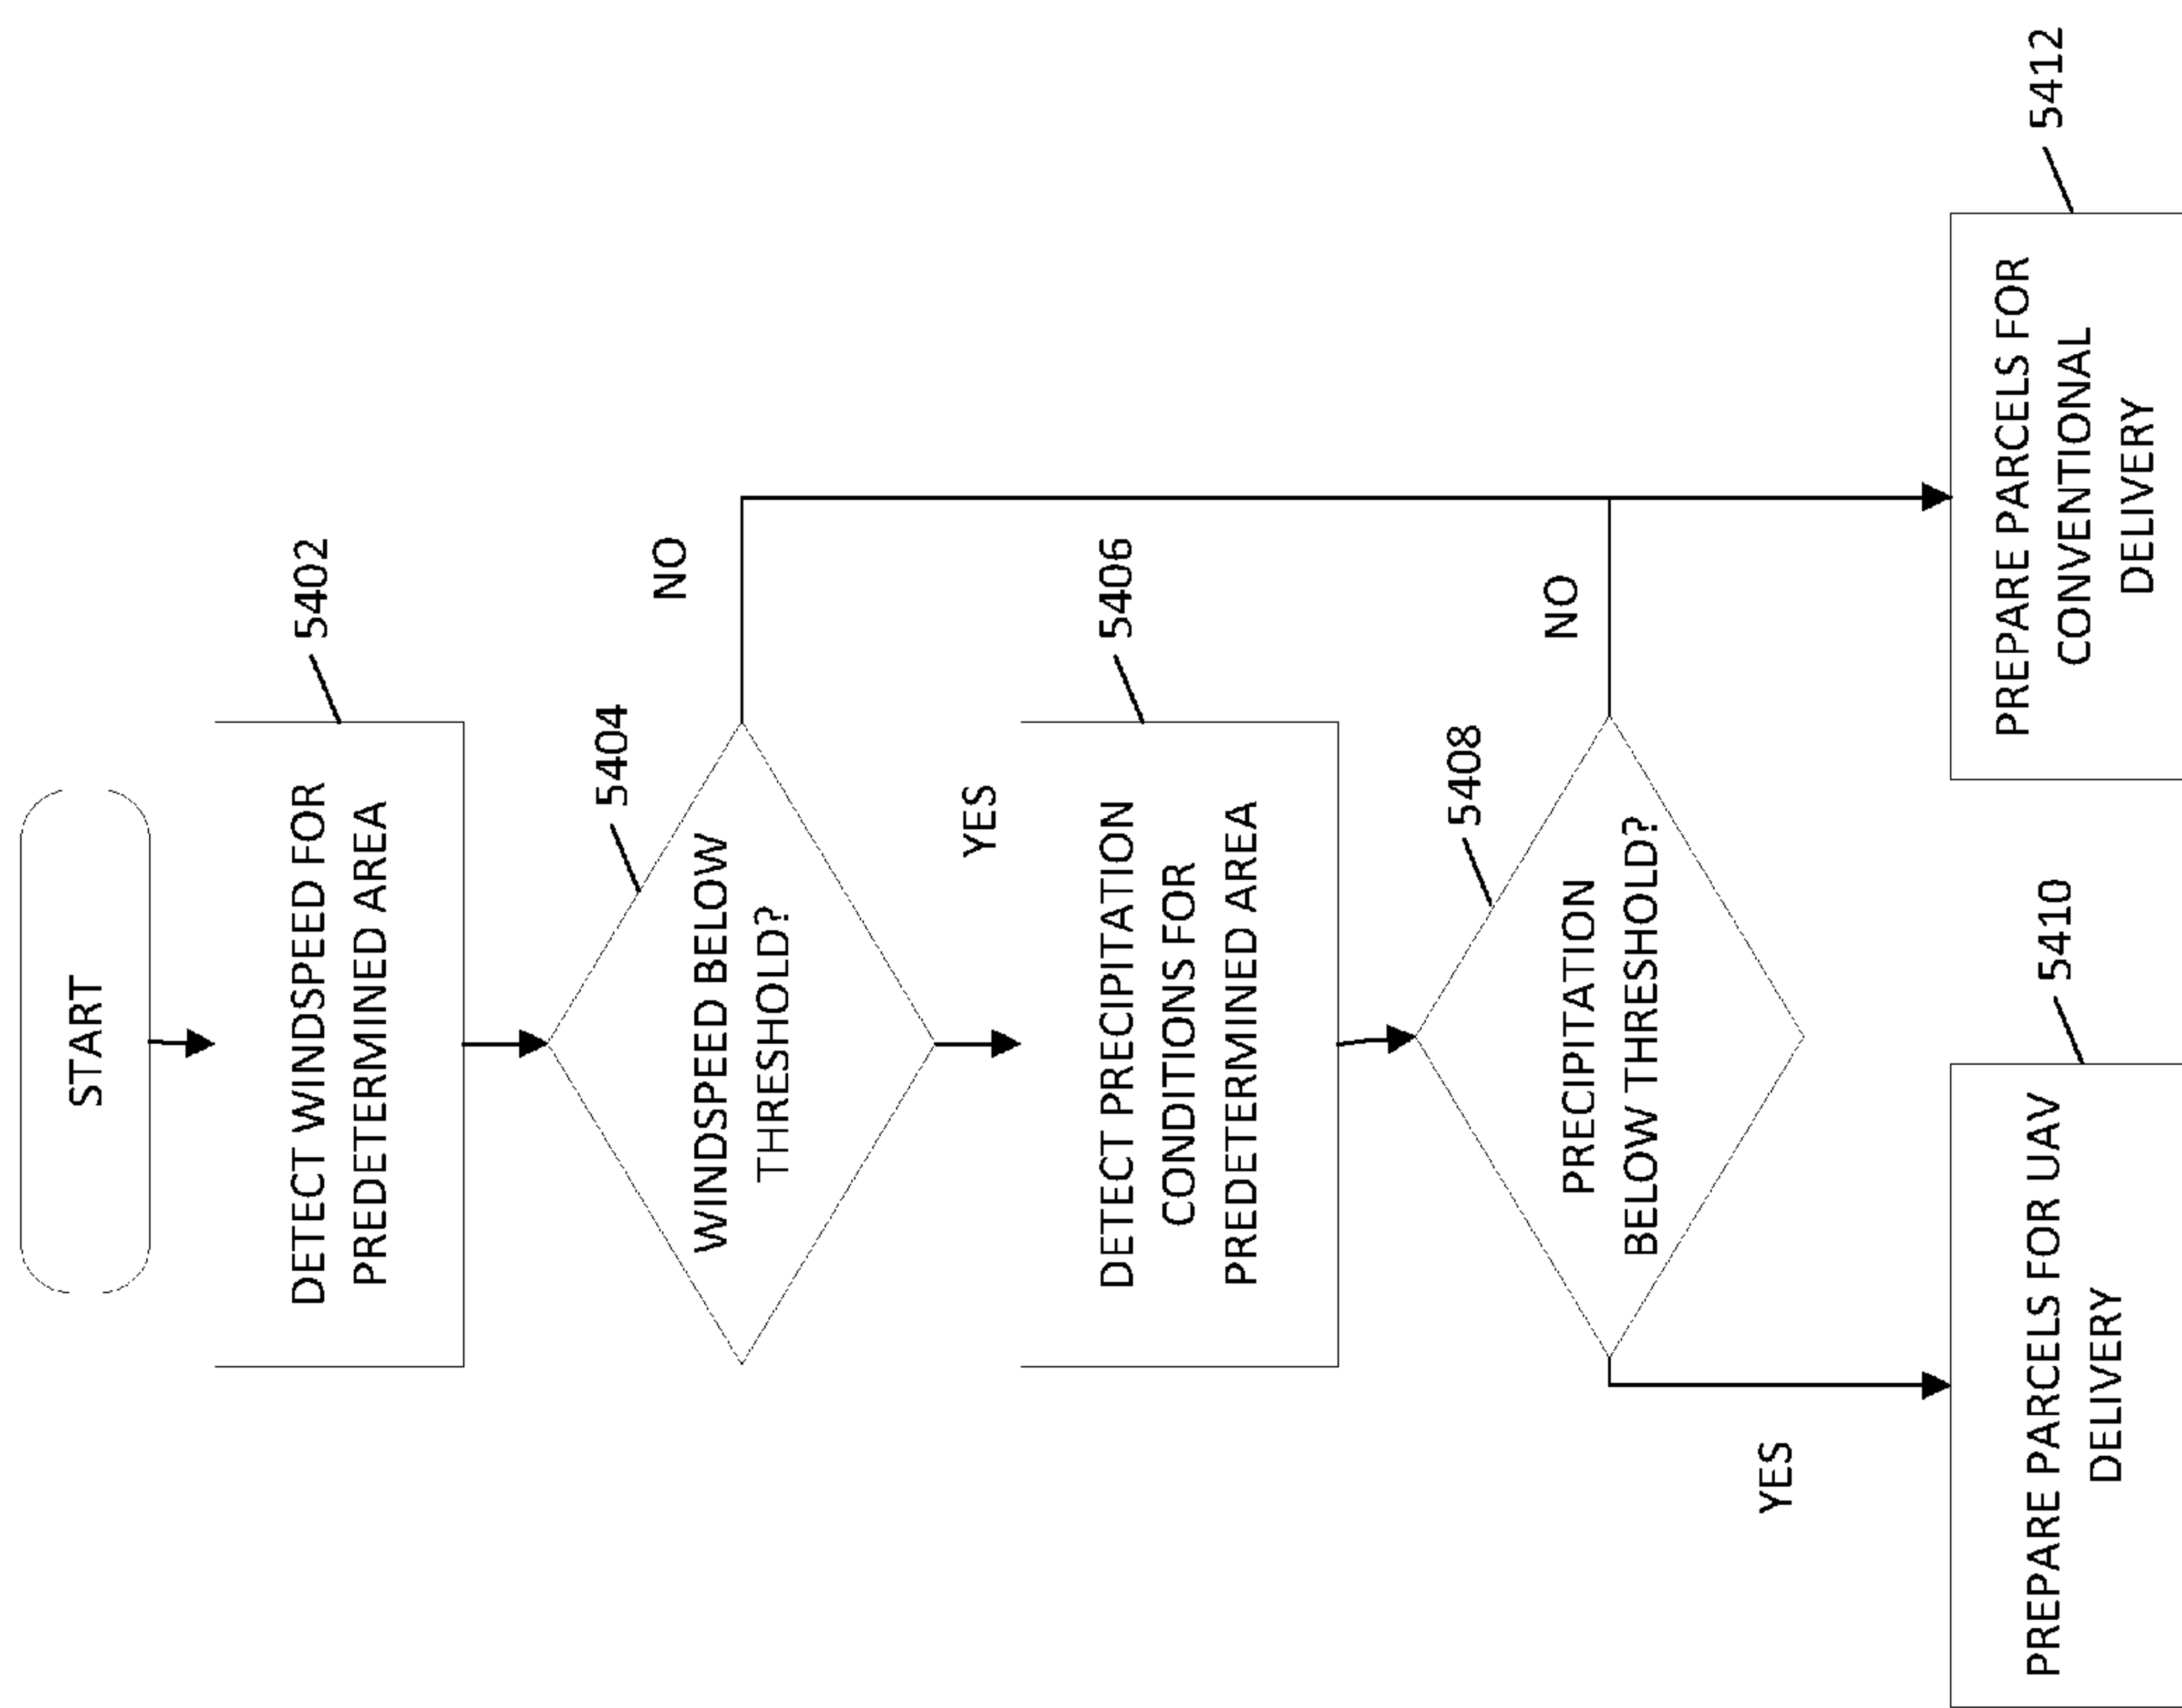 START
DETECT WINDSPEED FOR
PREDETERMINED AREA
5402
WINDSPEED BELOW
THRESHOLD?
5404
NO
YES
DETECT PRECIPITATION
CONDITIONS FOR
PREDETERMINED AREA
5406
PRECIPITATION
BELOW THRESHOLD?
5408
NO
YES
PREPARE PARCELS FOR UAV
DELIVERY
5410
PREPARE PARCELS FOR
CONVENTIONAL
DELIVERY
5412